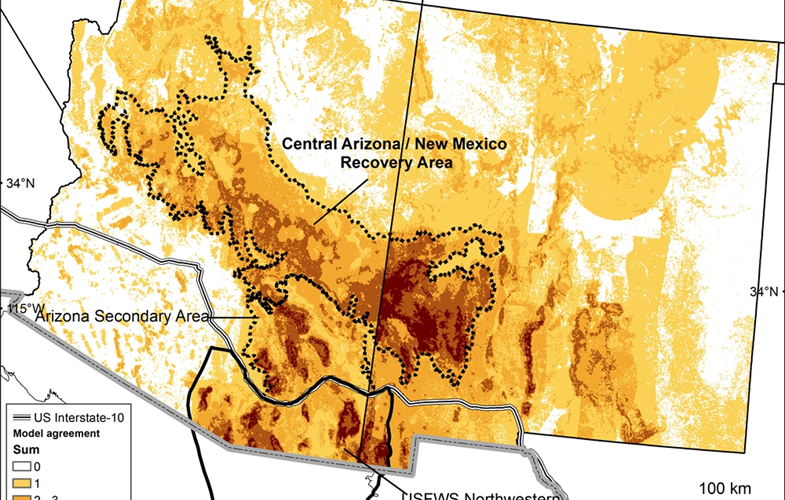 Central Arizona / New Mexico
Recovery Area
34°N
34°N
115°W
Arizona Secondary Area
US Interstate-10
Model agreement
Sum
0
1
2 - 3
USFWS Northwestern
100 km